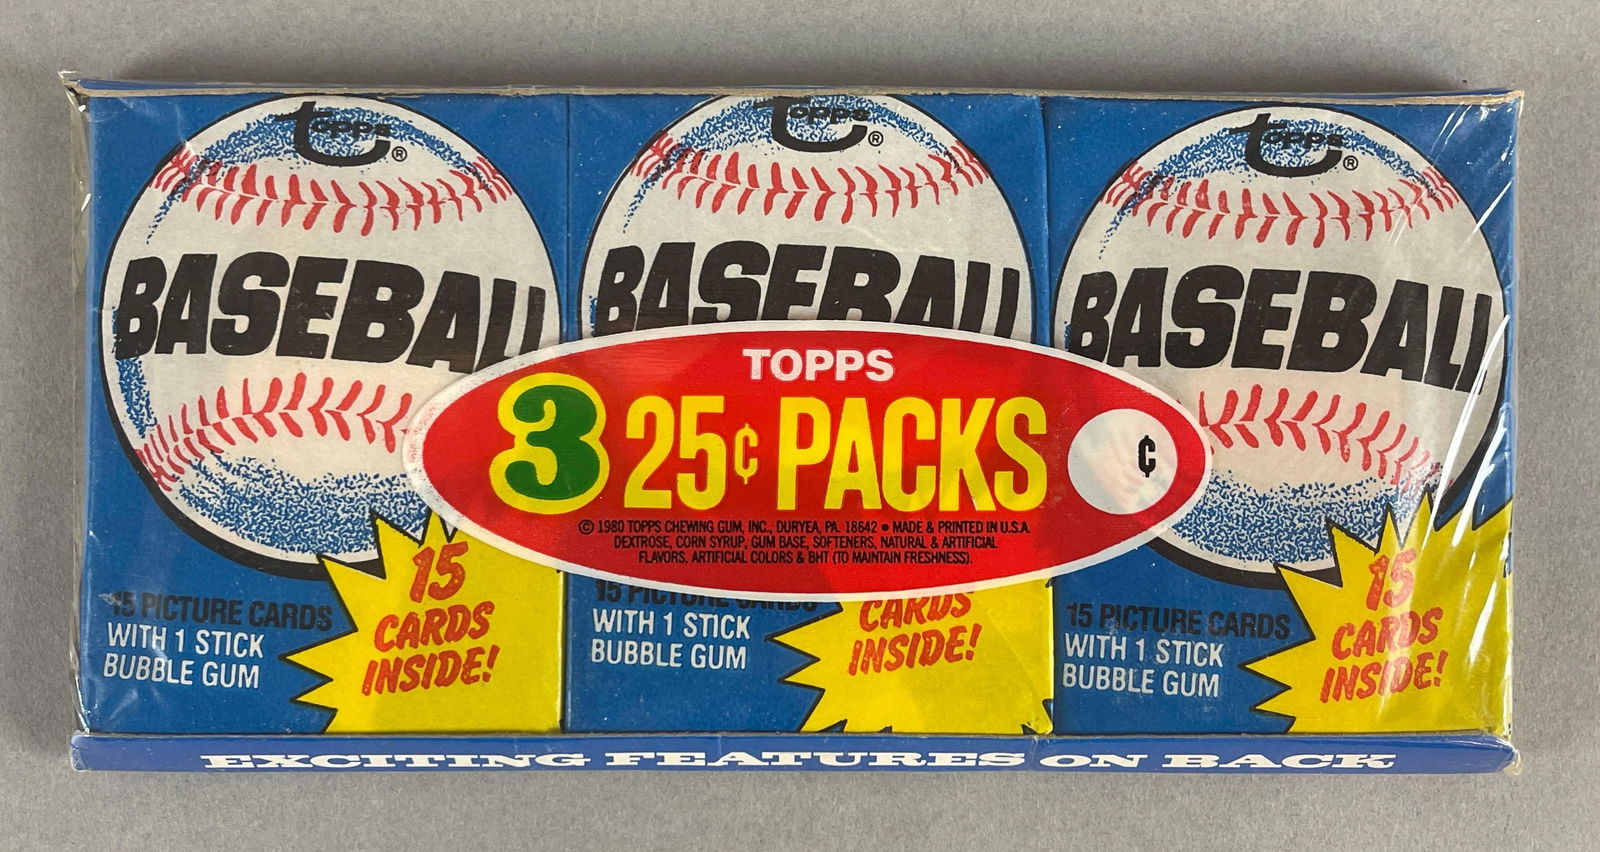 Topps®
Topps®
Topps®
BASEBALL
BASEBALL
BASEBALL
TOPPS
3 25¢ PACKS ¢
© 1980 TOPPS CHEWING GUM, INC., DURYEA, PA. 18642 • MADE & PRINTED IN U.S.A.
DEXTROSE, CORN SYRUP, GUM BASE, SOFTENERS, NATURAL & ARTIFICIAL
FLAVORS, ARTIFICIAL COLORS & BHT (TO MAINTAIN FRESHNESS).
15 PICTURE CARDS
WITH 1 STICK
BUBBLE GUM
15
CARDS
INSIDE!
15 PICTURE CARDS
WITH 1 STICK
BUBBLE GUM
CARDS
INSIDE!
15 PICTURE CARDS
WITH 1 STICK
BUBBLE GUM
15
CARDS
INSIDE!
EXCITING FEATURES ON BACK